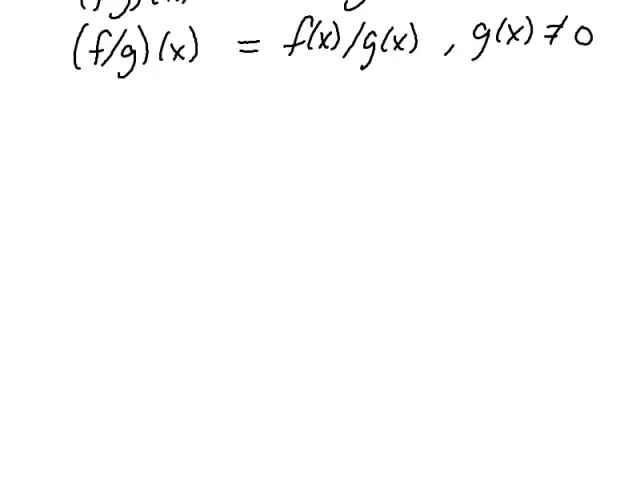 (f/g)(x) = f(x)/g(x), g(x) ≠ 0